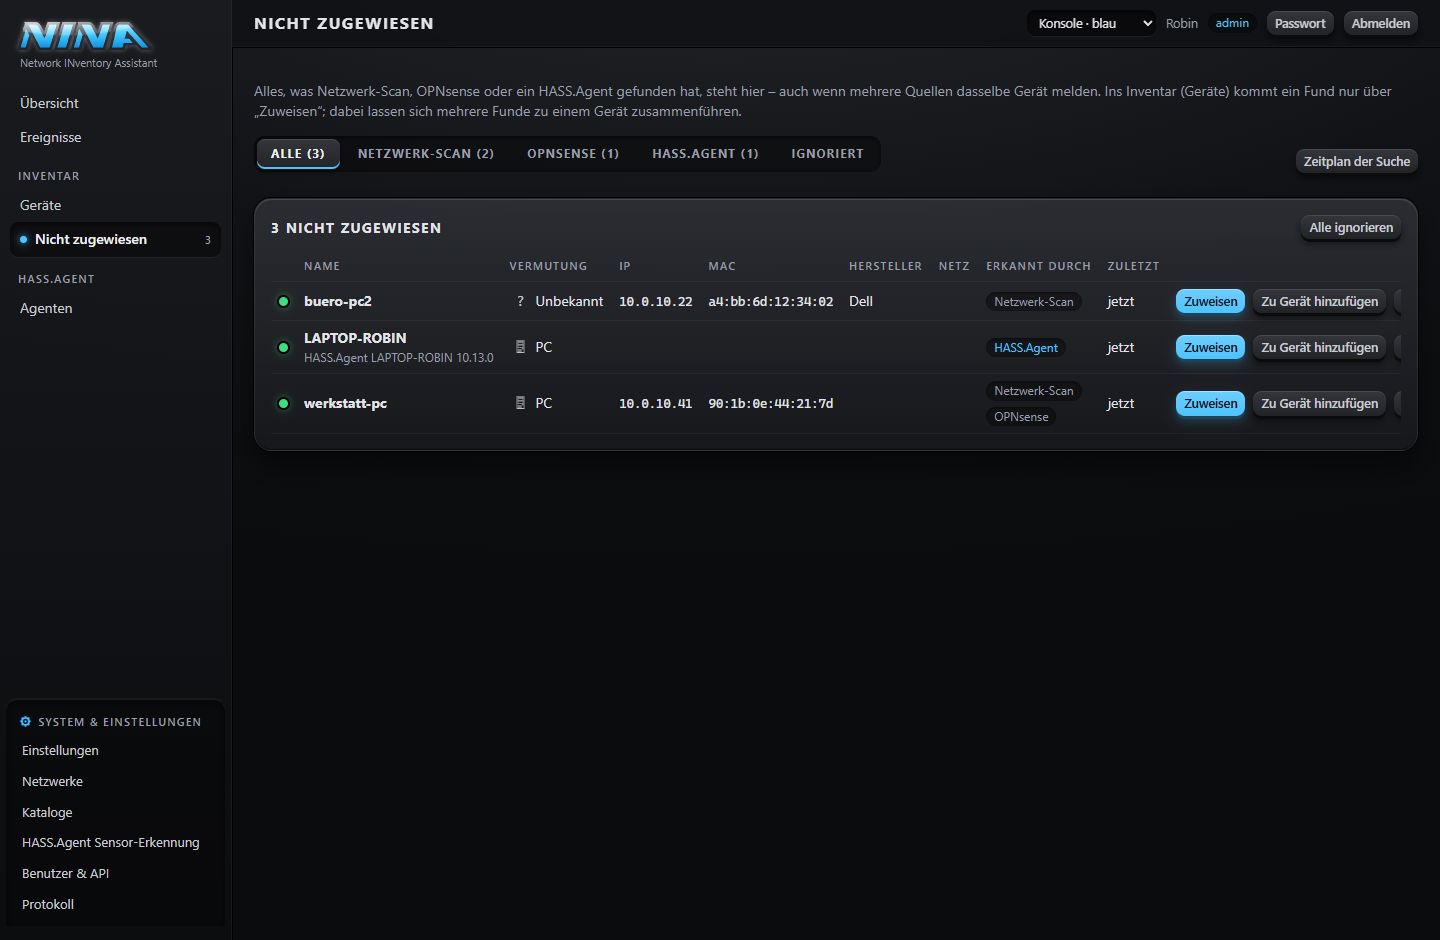 NINA
Network INventory Assistant
Übersicht
Ereignisse
INVENTAR
Geräte
Nicht zugewiesen 3
HASS.AGENT
Agenten
SYSTEM & EINSTELLUNGEN
Einstellungen
Netzwerke
Kataloge
HASS.Agent Sensor-Erkennung
Benutzer & API
Protokoll
NICHT ZUGEWIESEN
Konsole · blau Robin admin Passwort Abmelden
Alles, was Netzwerk-Scan, OPNsense oder ein HASS.Agent gefunden hat, steht hier – auch wenn mehrere Quellen dasselbe Gerät melden. Ins Inventar (Geräte) kommt ein Fund nur über
„Zuweisen“; dabei lassen sich mehrere Funde zu einem Gerät zusammenführen.
ALLE (3) NETZWERK-SCAN (2) OPNSENSE (1) HASS.AGENT (1) IGNORIERT
Zeitplan der Suche
3 NICHT ZUGEWIESEN
Alle ignorieren
NAME VERMUTUNG IP MAC HERSTELLER NETZ ERKANNT DURCH ZULETZT
buero-pc2 ? Unbekannt 10.0.10.22 a4:bb:6d:12:34:02 Dell Netzwerk-Scan jetzt Zuweisen Zu Gerät hinzufügen
LAPTOP-ROBIN
HASS.Agent LAPTOP-ROBIN 10.13.0
PC HASS.Agent jetzt Zuweisen Zu Gerät hinzufügen
werkstatt-pc PC 10.0.10.41 90:1b:0e:44:21:7d Netzwerk-Scan
OPNsense
jetzt Zuweisen Zu Gerät hinzufügen